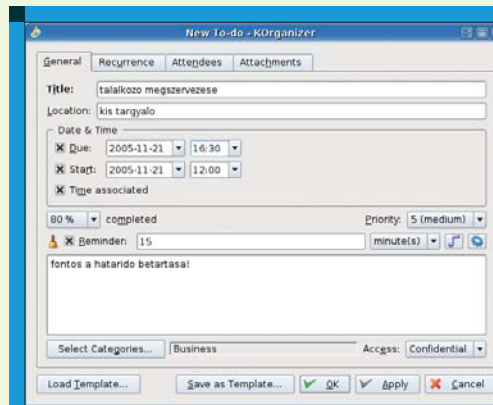 New To-do - KOrganizer
General Recurrence Attendees Attachments
Title: talalkozo megszervezese
Location: kis targyalo
Date & Time
Due: 2005-11-21 16:30
Start: 2005-11-21 12:00
Time associated
80 % completed Priority: 5 (medium)
Reminder: 15 minute(s)
fontos a hatarido betartasa!
Select Categories... Business Access: Confidential
Load Template... Save as Template... OK Apply Cancel